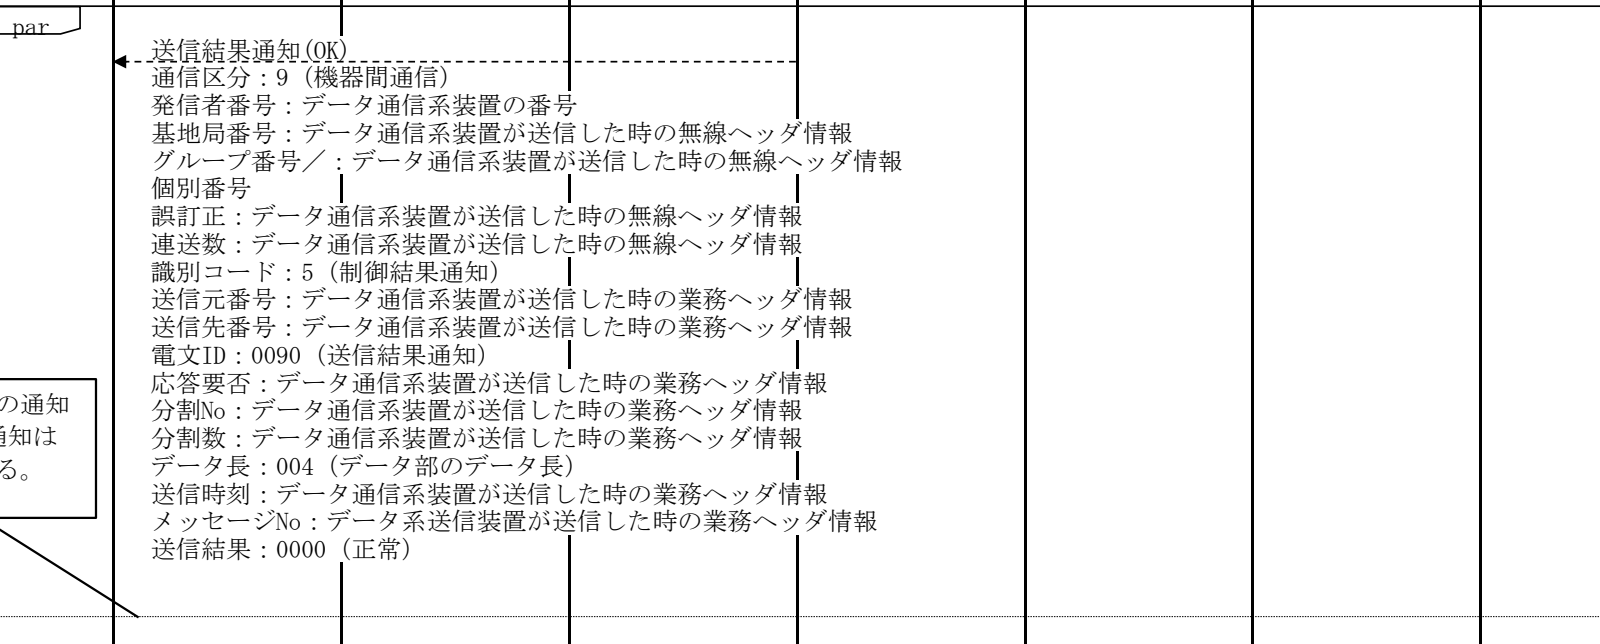 par
送信結果通知(OK)
通信区分：9（機器間通信）
発信者番号：データ通信系装置の番号
基地局番号：データ通信系装置が送信した時の無線ヘッダ情報
グループ番号／：データ通信系装置が送信した時の無線ヘッダ情報
個別番号
誤訂正：データ通信系装置が送信した時の無線ヘッダ情報
連送数：データ通信系装置が送信した時の無線ヘッダ情報
識別コード：5（制御結果通知）
送信元番号：データ通信系装置が送信した時の業務ヘッダ情報
送信先番号：データ通信系装置が送信した時の業務ヘッダ情報
電文ID：0090（送信結果通知）
応答要否：データ通信系装置が送信した時の業務ヘッダ情報
分割No：データ通信系装置が送信した時の業務ヘッダ情報
分割数：データ通信系装置が送信した時の業務ヘッダ情報
データ長：004（データ部のデータ長）
送信時刻：データ通信系装置が送信した時の業務ヘッダ情報
メッセージNo：データ系送信装置が送信した時の業務ヘッダ情報
送信結果：0000（正常）
の通知
通知は
る。